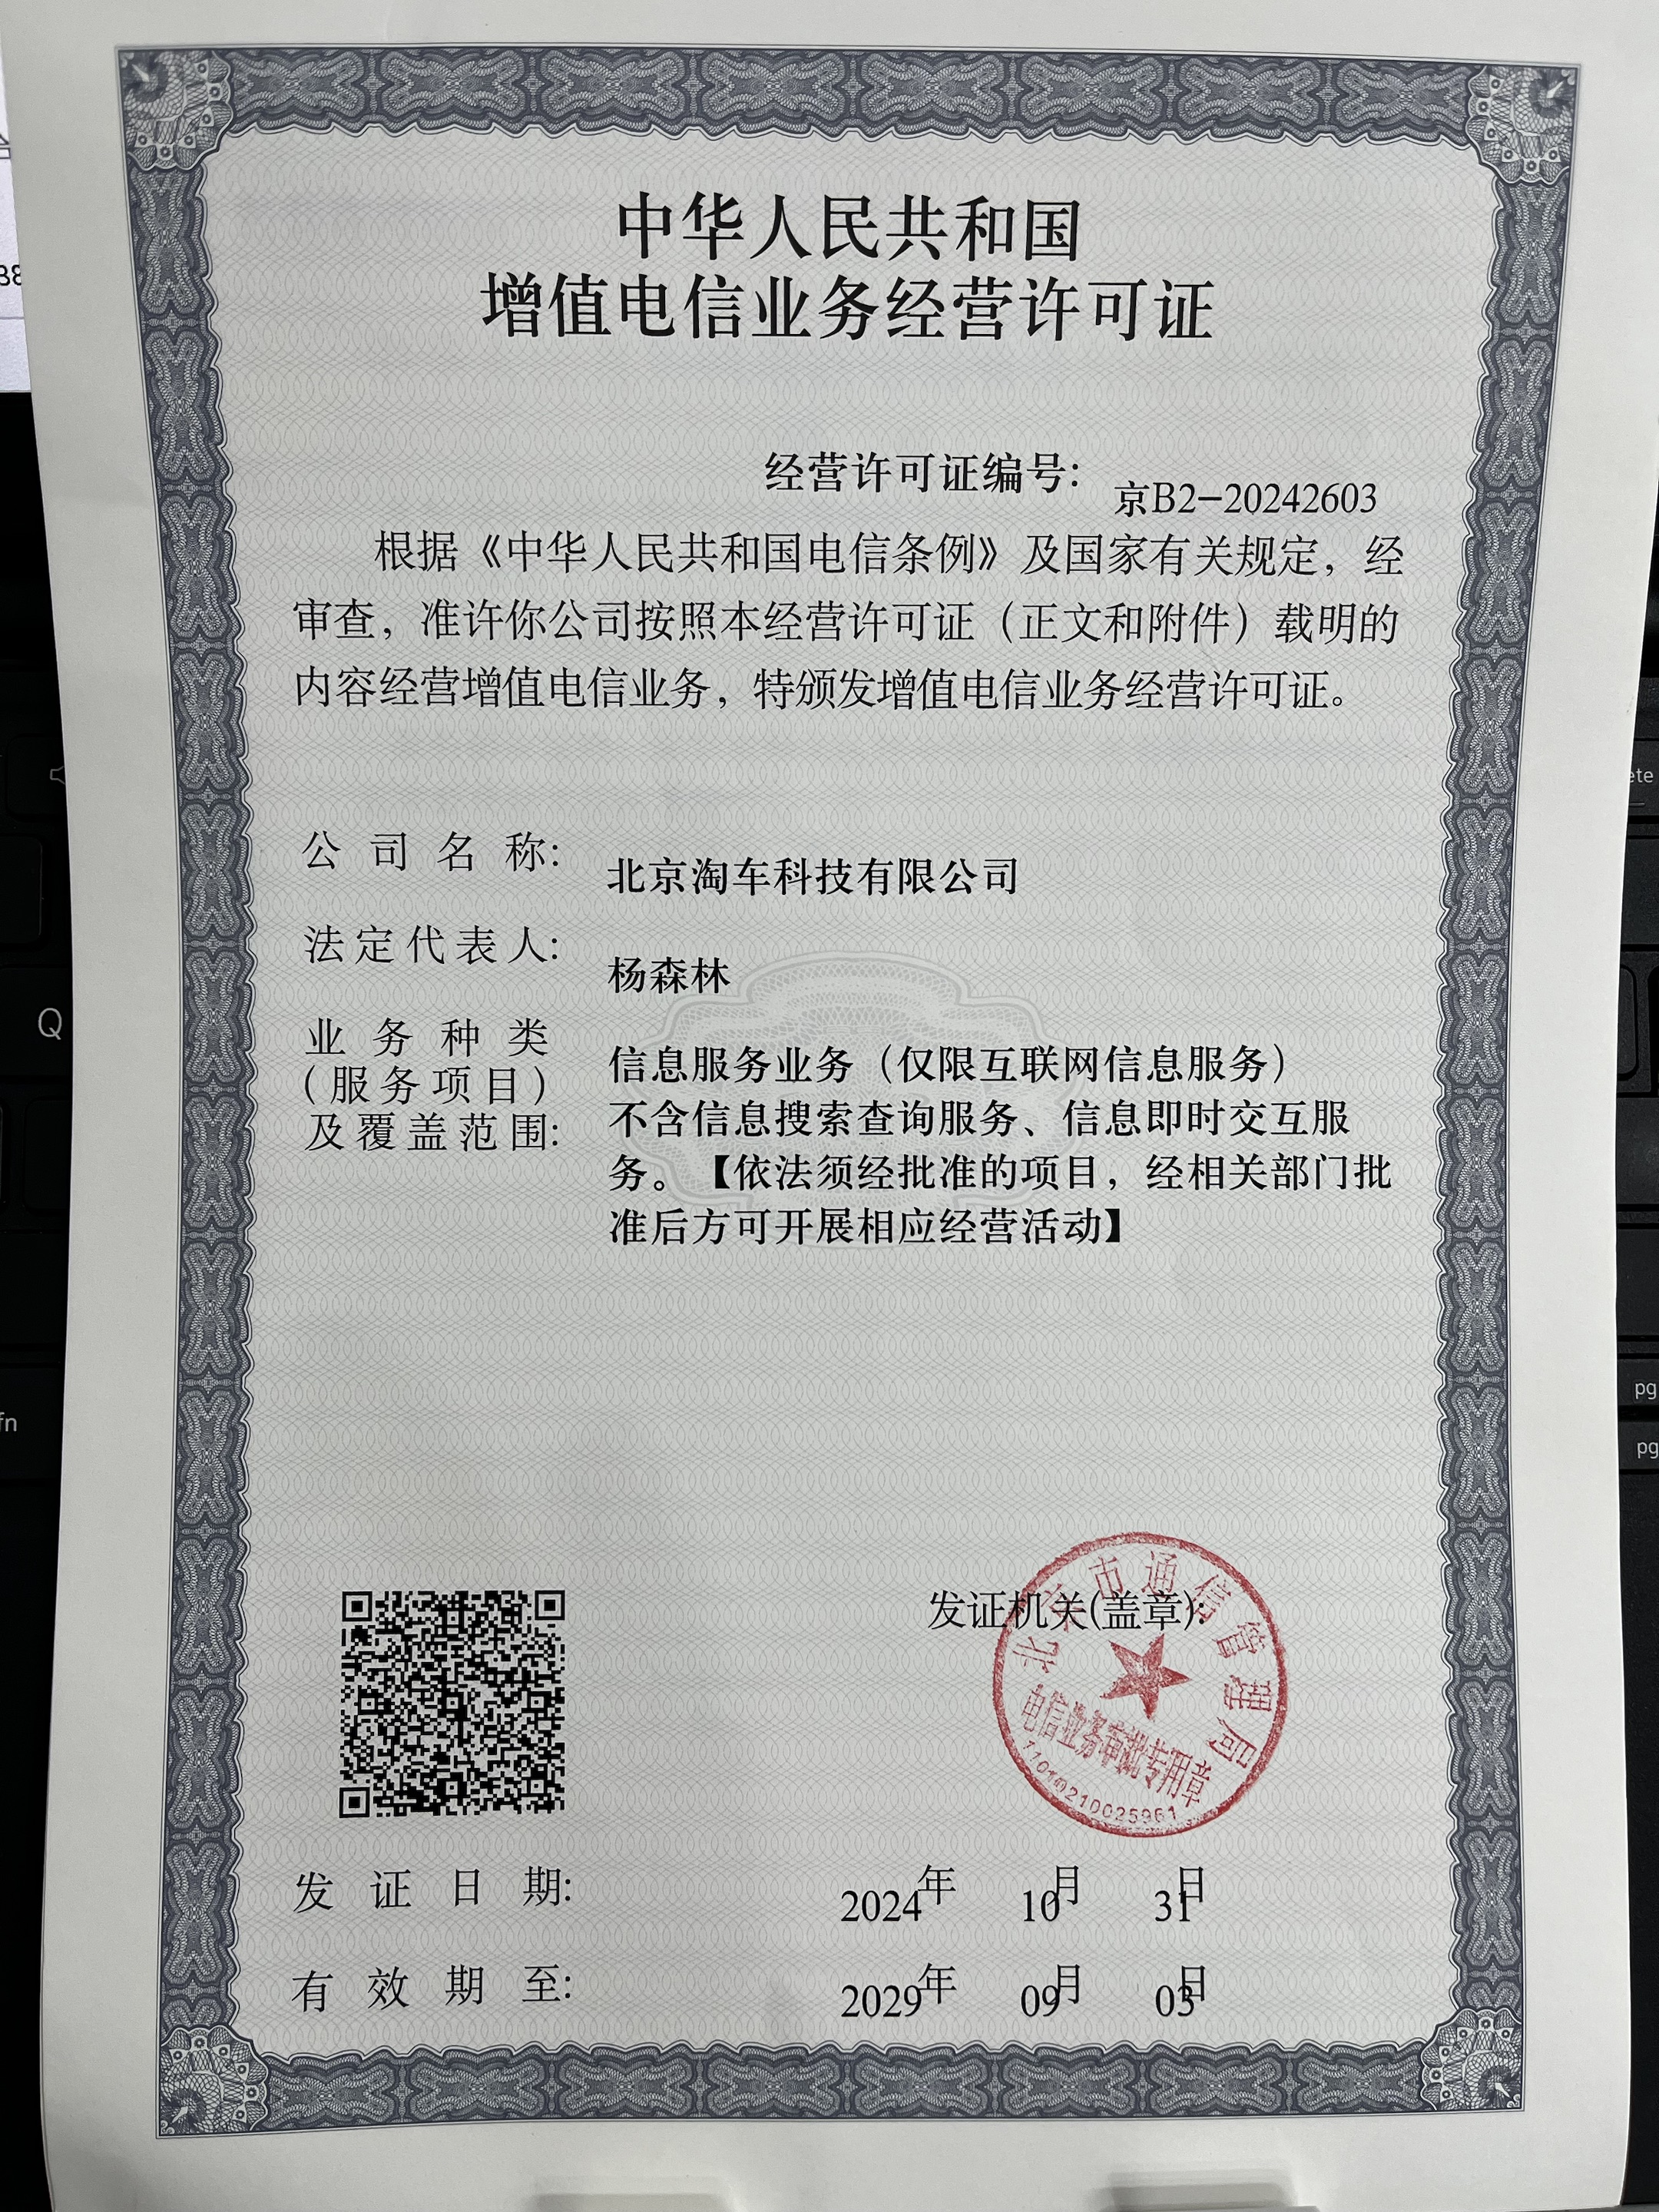 中华人民共和国
增值电信业务经营许可证
经营许可证编号：
京B2-20242603
根据《中华人民共和国电信条例》及国家有关规定，经
审查，准许你公司按照本经营许可证（正文和附件）载明的
内容经营增值电信业务，特颁发增值电信业务经营许可证。
公司名称：
北京淘车科技有限公司
法定代表人：
杨森林
业务种类
（服务项目）
及覆盖范围：
信息服务业务（仅限互联网信息服务）
不含信息搜索查询服务、信息即时交互服
务。【依法须经批准的项目，经相关部门批
准后方可开展相应经营活动】
发证机关(盖章):
北京市通信管理局
电信业务审批专用章
发证日期：
2024年10月31日
有效期至：
2029年09月03日
Q
fn
pg
pg
ete
38